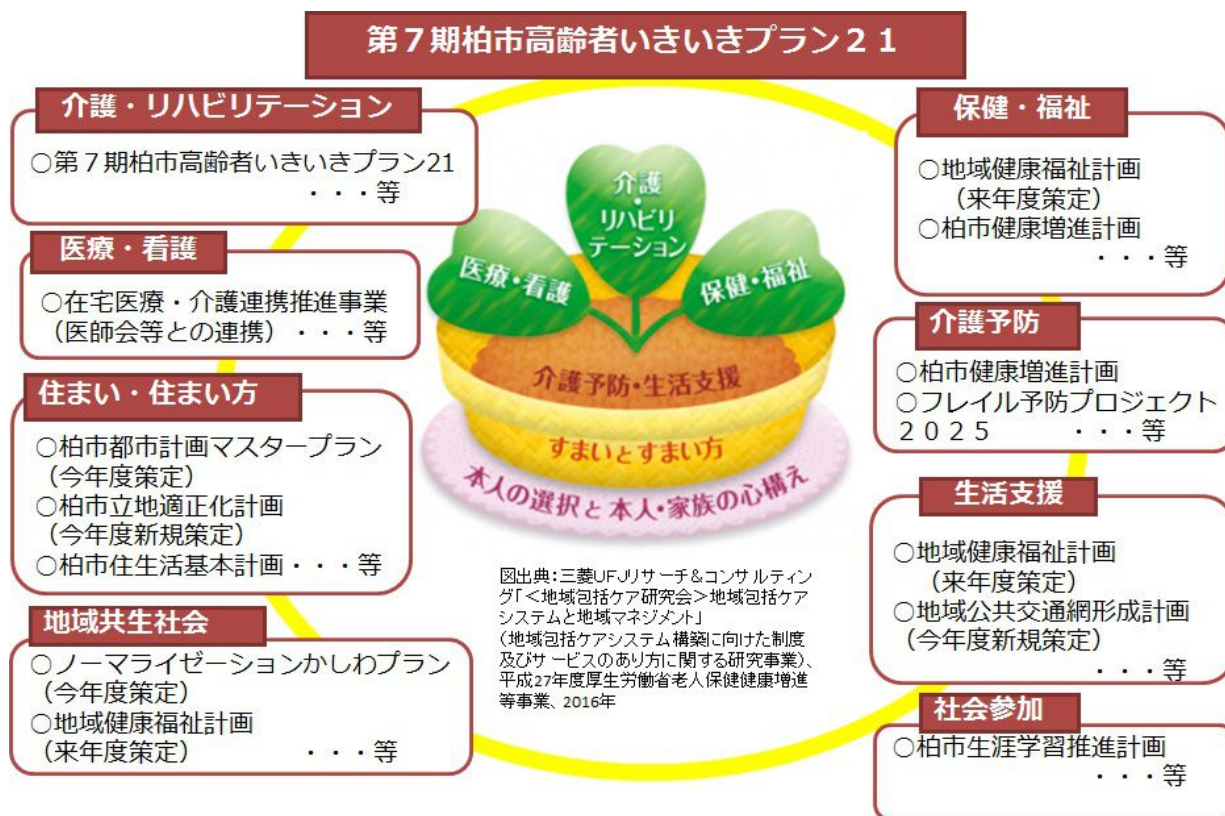 第７期柏市高齢者いきいきプラン２１
介護・リハビリテーション
○第７期柏市高齢者いきいきプラン21
・・・等
医療・看護
○在宅医療・介護連携推進事業
（医師会等との連携）・・・等
住まい・住まい方
○柏市都市計画マスタープラン
（今年度策定）
○柏市立地適正化計画
（今年度新規策定）
○柏市住生活基本計画・・・等
地域共生社会
○ノーマライゼーションかしわプラン
（今年度策定）
○地域健康福祉計画
（来年度策定）　・・・等
介護
・
リハビリ
テーション
医療・看護
保健・福祉
介護予防・生活支援
すまいとすまい方
本人の選択と本人・家族の心構え
図出典：三菱UFJリサーチ&コンサルティン
グ「<地域包括ケア研究会>地域包括ケア
システムと地域マネジメント」
（地域包括ケアシステム構築に向けた制度
及びサービスのあり方に関する研究事業）、
平成27年度厚生労働省老人保健健康増進
等事業、2016年
保健・福祉
○地域健康福祉計画
（来年度策定）
○柏市健康増進計画
・・・等
介護予防
○柏市健康増進計画
○フレイル予防プロジェクト
２０２５　・・・等
生活支援
○地域健康福祉計画
（来年度策定）
○地域公共交通網形成計画
（今年度新規策定）
・・・等
社会参加
○柏市生涯学習推進計画
・・・等